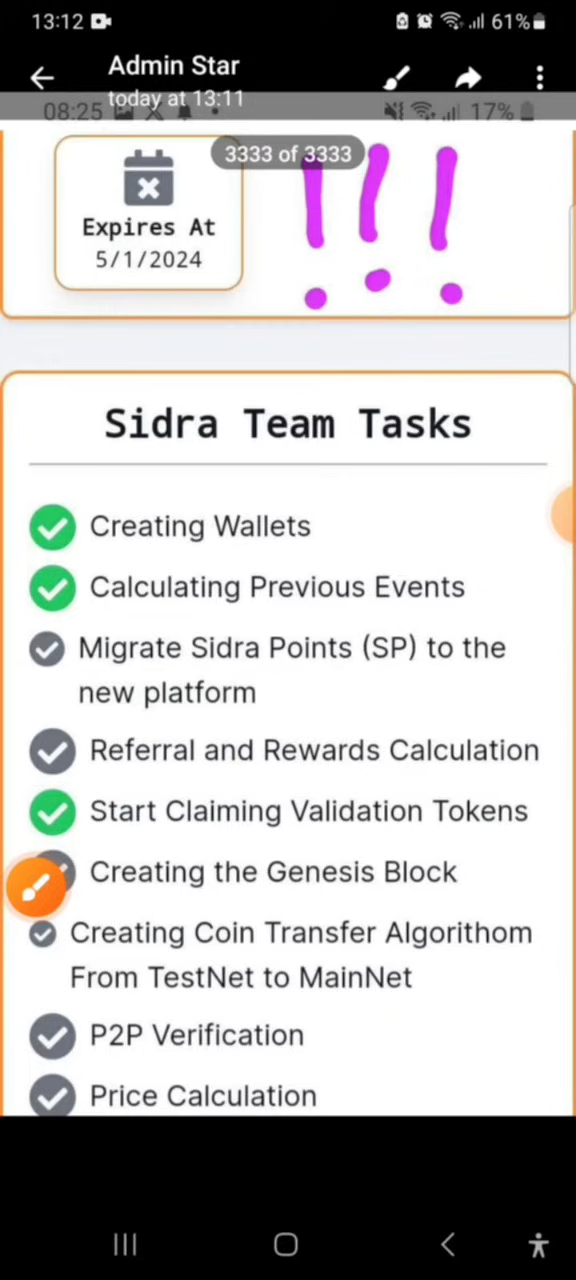 13:12 61%
Admin Star
today at 13:11
08:25 17%
3333 of 3333
!!!
Expires At
5/1/2024
Sidra Team Tasks
Creating Wallets
Calculating Previous Events
Migrate Sidra Points (SP) to the
new platform
Referral and Rewards Calculation
Start Claiming Validation Tokens
Creating the Genesis Block
Creating Coin Transfer Algorithom
From TestNet to MainNet
P2P Verification
Price Calculation